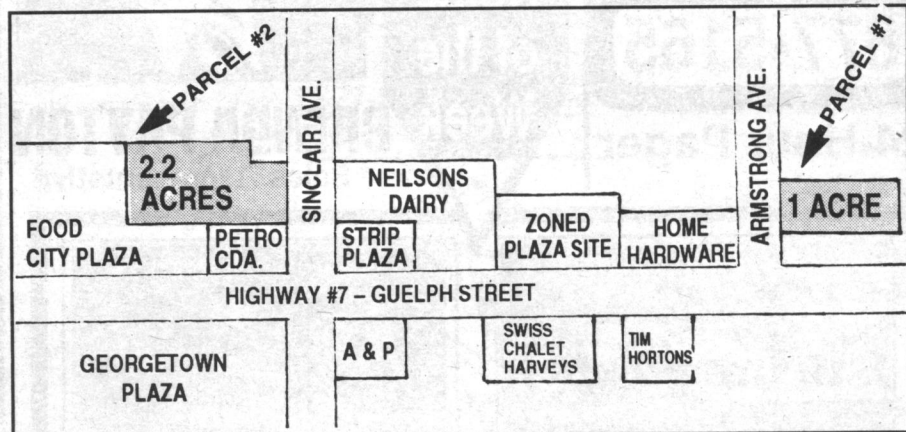 PARCEL #2
SINCLAIR AVE.
ARMSTRONG AVE.
PARCEL #1
2.2
ACRES
NEILSONS
DAIRY
1 ACRE
FOOD
CITY PLAZA
PETRO
CDA.
STRIP
PLAZA
ZONED
PLAZA SITE
HOME
HARDWARE
HIGHWAY #7 – GUELPH STREET
GEORGETOWN
PLAZA
A & P
SWISS
CHALET
HARVEYS
TIM
HORTONS